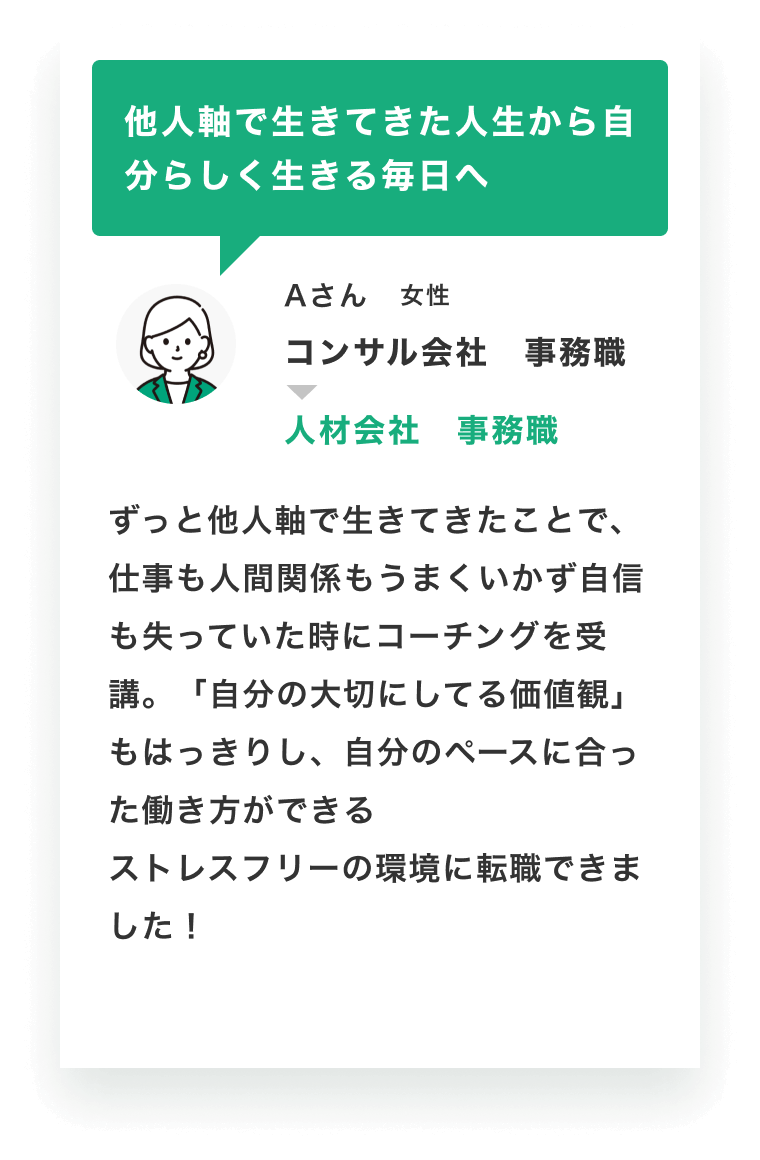 他人軸で生きてきた人生から自
分らしく生きる毎日へ
Aさん　女性
コンサル会社　事務職
人材会社　事務職
ずっと他人軸で生きてきたことで、
仕事も人間関係もうまくいかず自信
も失っていた時にコーチングを受
講。「自分の大切にしてる価値観」
もはっきりし、自分のペースに合っ
た働き方ができる
ストレスフリーの環境に転職できま
した！